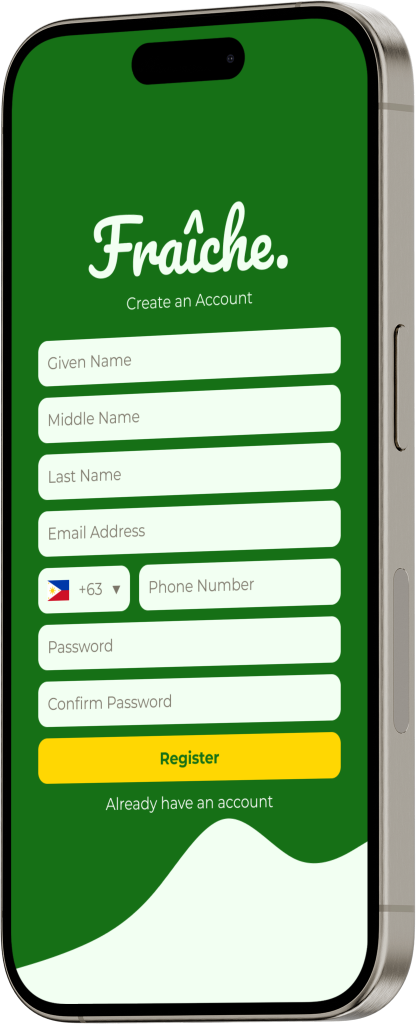 Fraîche.
Create an Account
Given Name
Middle Name
Last Name
Email Address
+63 ▼ Phone Number
Password
Confirm Password
Register
Already have an account